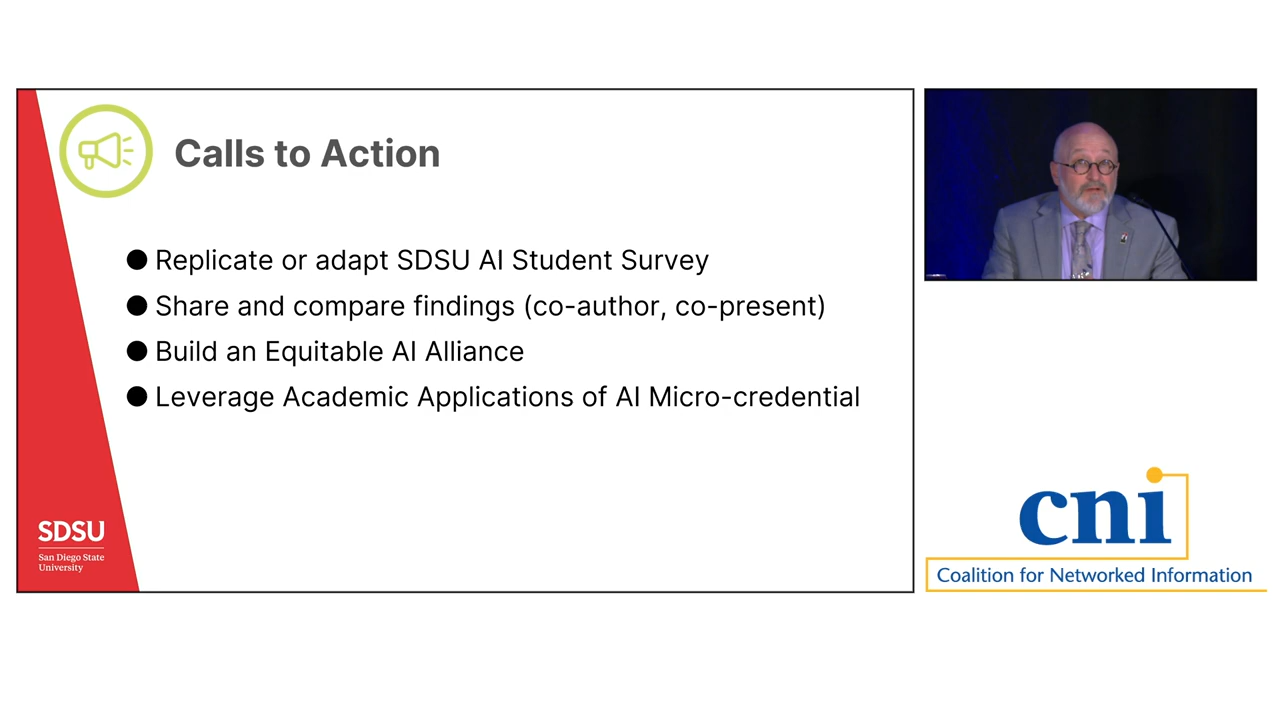 Calls to Action
● Replicate or adapt SDSU AI Student Survey
● Share and compare findings (co-author, co-present)
● Build an Equitable AI Alliance
● Leverage Academic Applications of AI Micro-credential
SDSU
San Diego State
University
cni
Coalition for Networked Information